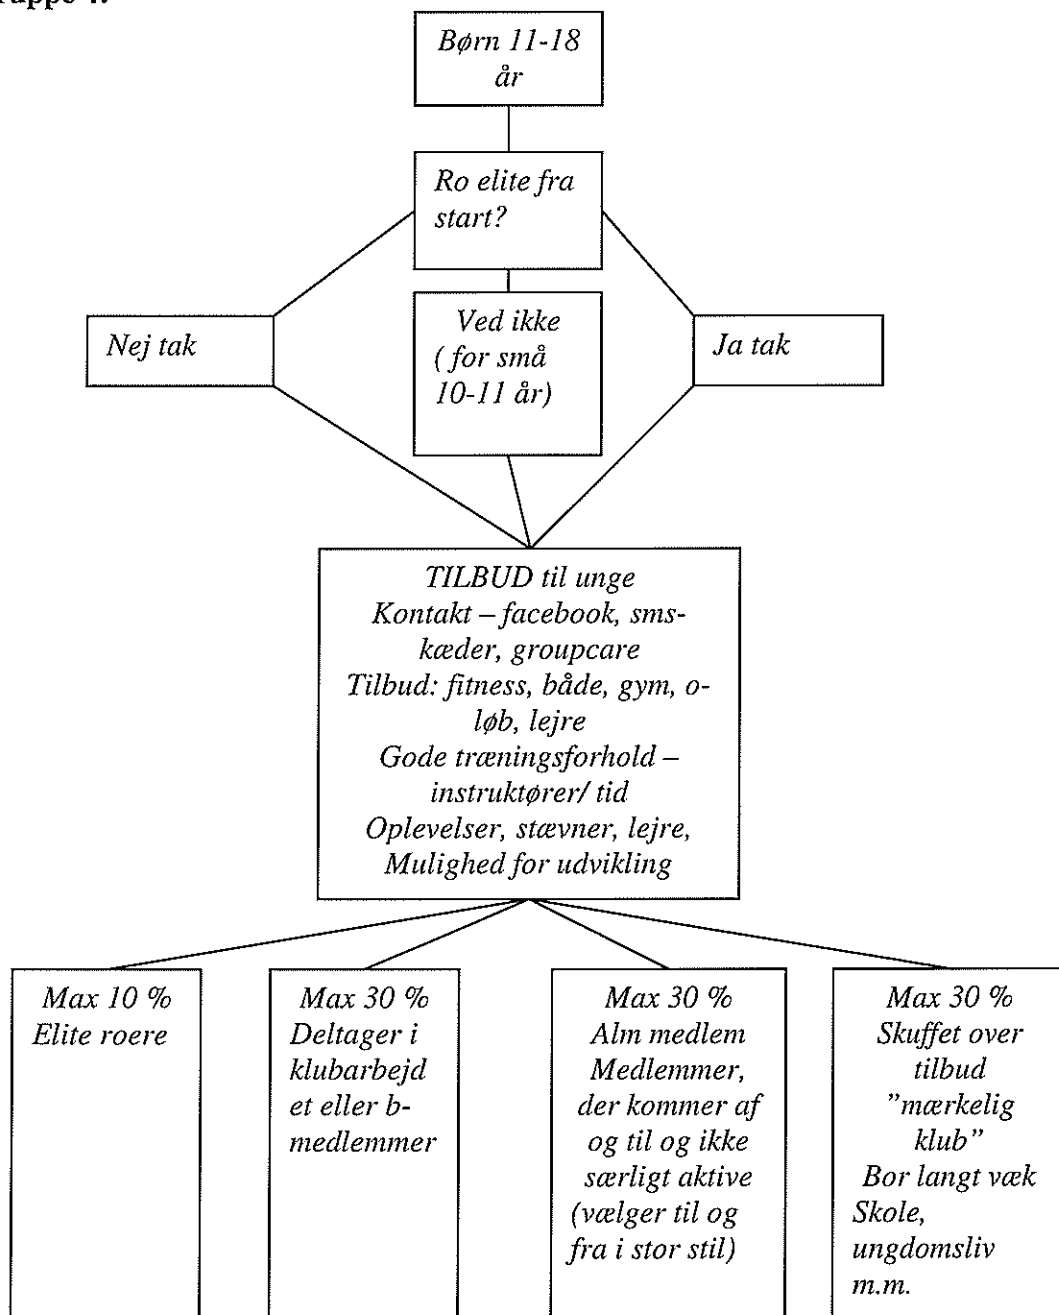 Børn 11-18
år
Ro elite fra
start?
Nej tak
Ved ikke
( for små
10-11 år)
Ja tak
TILBUD til unge
Kontakt – facebook, sms-
kæder, groupcare
Tilbud: fitness, både, gym, o-
løb, lejre
Gode træningsforhold –
instruktører/ tid
Oplevelser, stævner, lejre,
Mulighed for udvikling
Max 10 %
Elite roere
Max 30 %
Deltager i
klubarbejd
et eller b-
medlemmer
Max 30 %
Alm medlem
Medlemmer,
der kommer af
og til og ikke
særligt aktive
(vælger til og
fra i stor stil)
Max 30 %
Skuffet over
tilbud
”mærkelig
klub”
Bor langt væk
Skole,
ungdomsliv
m.m.